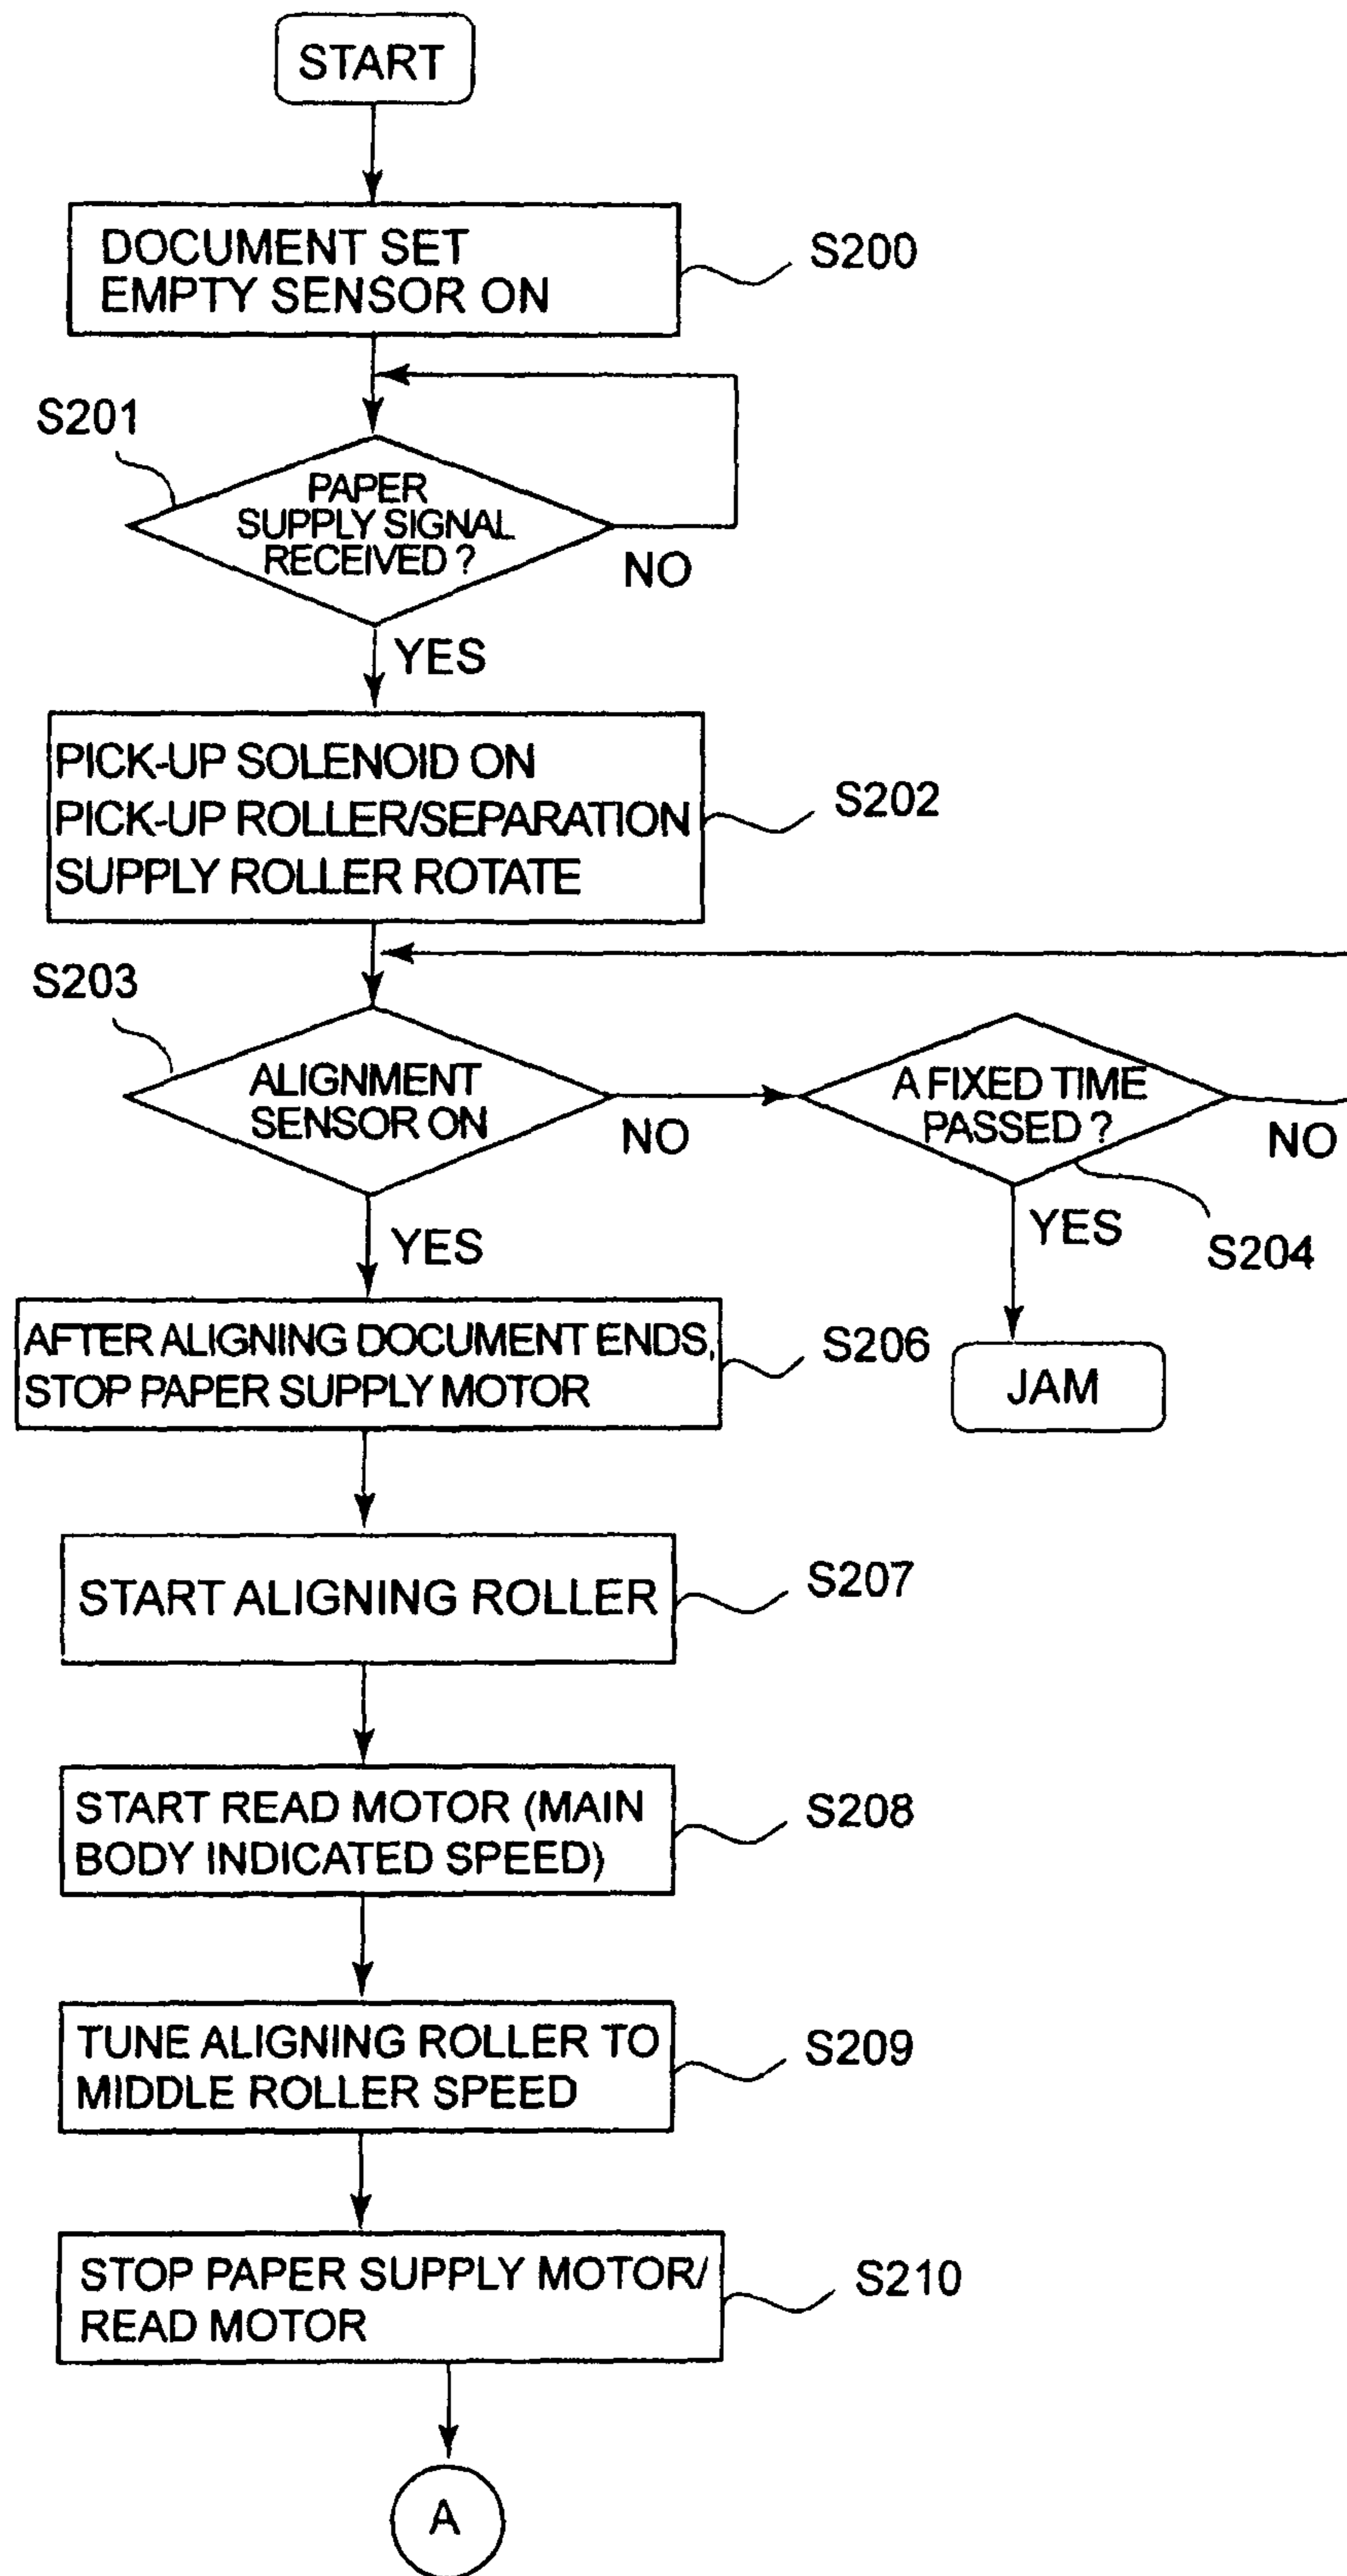 START
DOCUMENT SET
EMPTY SENSOR ON
S200
S201
PAPER
SUPPLY SIGNAL
RECEIVED ?
NO
YES
PICK-UP SOLENOID ON
PICK-UP ROLLER/SEPARATION
SUPPLY ROLLER ROTATE
S202
S203
ALIGNMENT
SENSOR ON
NO
A FIXED TIME
PASSED ?
NO
YES
YES
S204
AFTER ALIGNING DOCUMENT ENDS,
STOP PAPER SUPPLY MOTOR
S206
JAM
START ALIGNING ROLLER
S207
START READ MOTOR (MAIN
BODY INDICATED SPEED)
S208
TUNE ALIGNING ROLLER TO
MIDDLE ROLLER SPEED
S209
STOP PAPER SUPPLY MOTOR/
READ MOTOR
S210
A